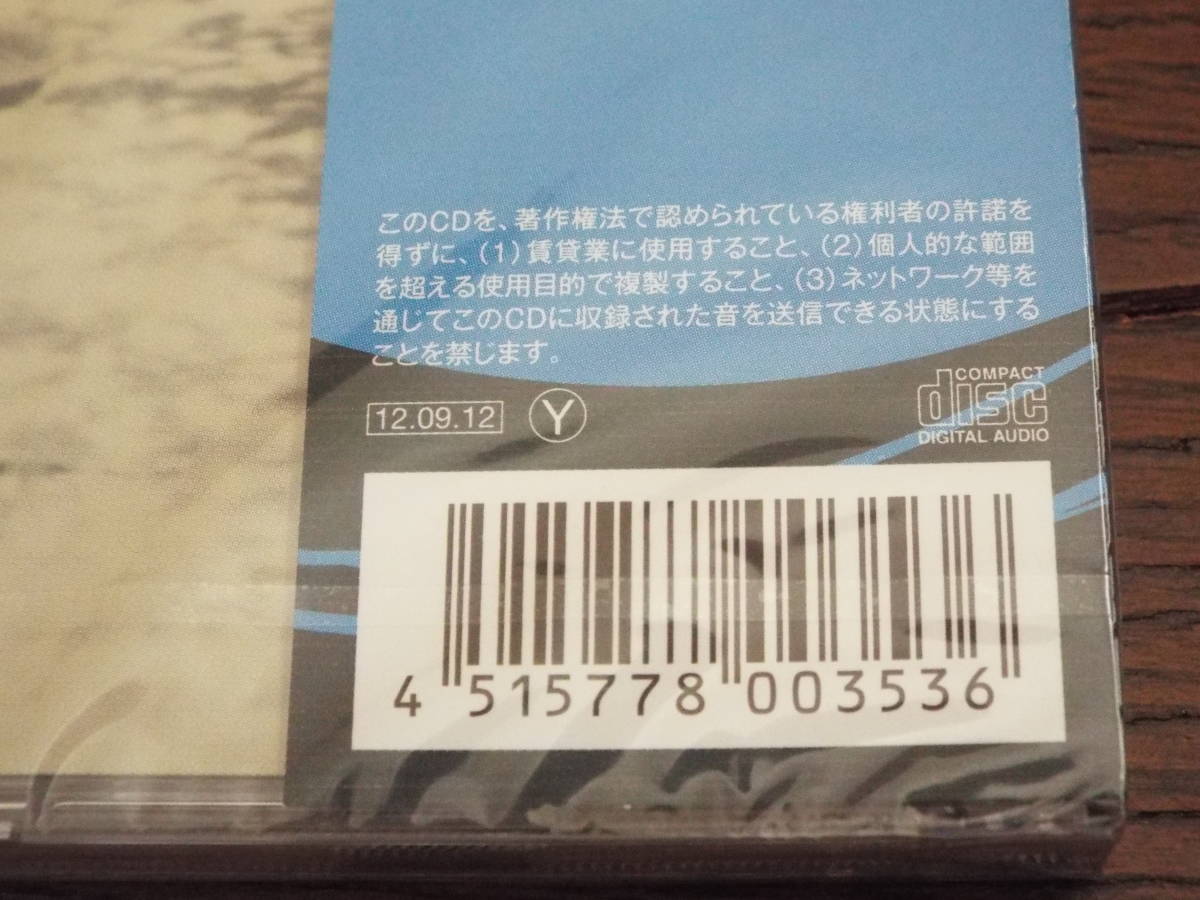 このCDを、著作権法で認められている権利者の許諾を
得ずに、(1)賃貸業に使用すること、(2)個人的な範囲
を超える使用目的で複製すること、(3)ネットワーク等を
通じてこのCDに収録された音を送信できる状態にする
ことを禁じます。
12.09.12 Y
COMPACT
disc
DIGITAL AUDIO
4 515778 003536